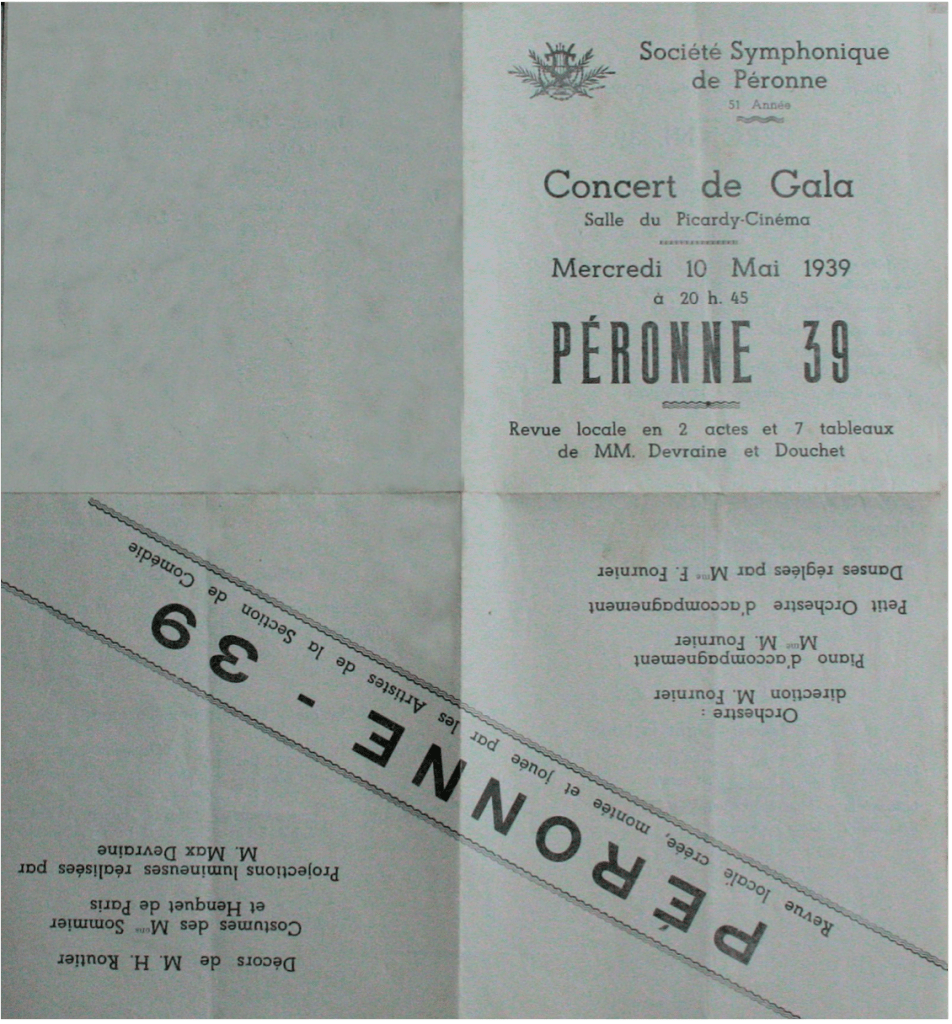 Société Symphonique
de Péronne
51 Année
Concert de Gala
Salle du Picardy-Cinéma
Mercredi 10 Mai 1939
à 20 h. 45
PÉRONNE 39
Revue locale en 2 actes et 7 tableaux
de MM. Devraine et Douchet
Décors de M. H. Routier
Costumes des Mᵐᵉˢ Sommier
et Henquet de Paris
Projections lumineuses réalisées par
M. Max Devraine
PÉRONNE - 39
Revue locale créée, montée et jouée par les Artistes de la Section de Comédie
Orchestre :
direction M. Fournier
Piano d'accompagnement
Mᵐᵉ M. Fournier
Petit Orchestre d'accompagnement
Danses réglées par Mᵐᵉ F. Fournier